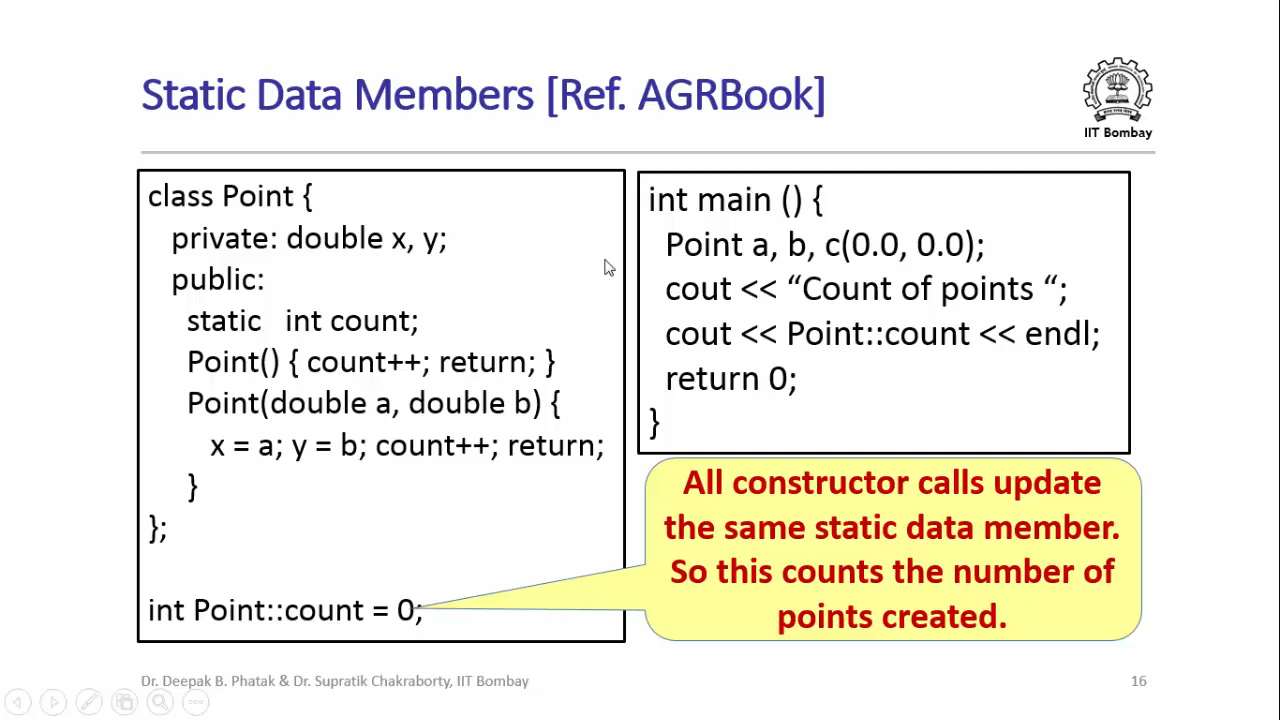 Static Data Members [Ref. AGRBook]
IIT Bombay
class Point {
private: double x, y;
public:
static int count;
Point() { count++; return; }
Point(double a, double b) {
x = a; y = b; count++; return;
}
};
int Point::count = 0;
int main () {
Point a, b, c(0.0, 0.0);
cout << “Count of points “;
cout << Point::count << endl;
return 0;
}
All constructor calls update
the same static data member.
So this counts the number of
points created.
Dr. Deepak B. Phatak & Dr. Supratik Chakraborty, IIT Bombay
16